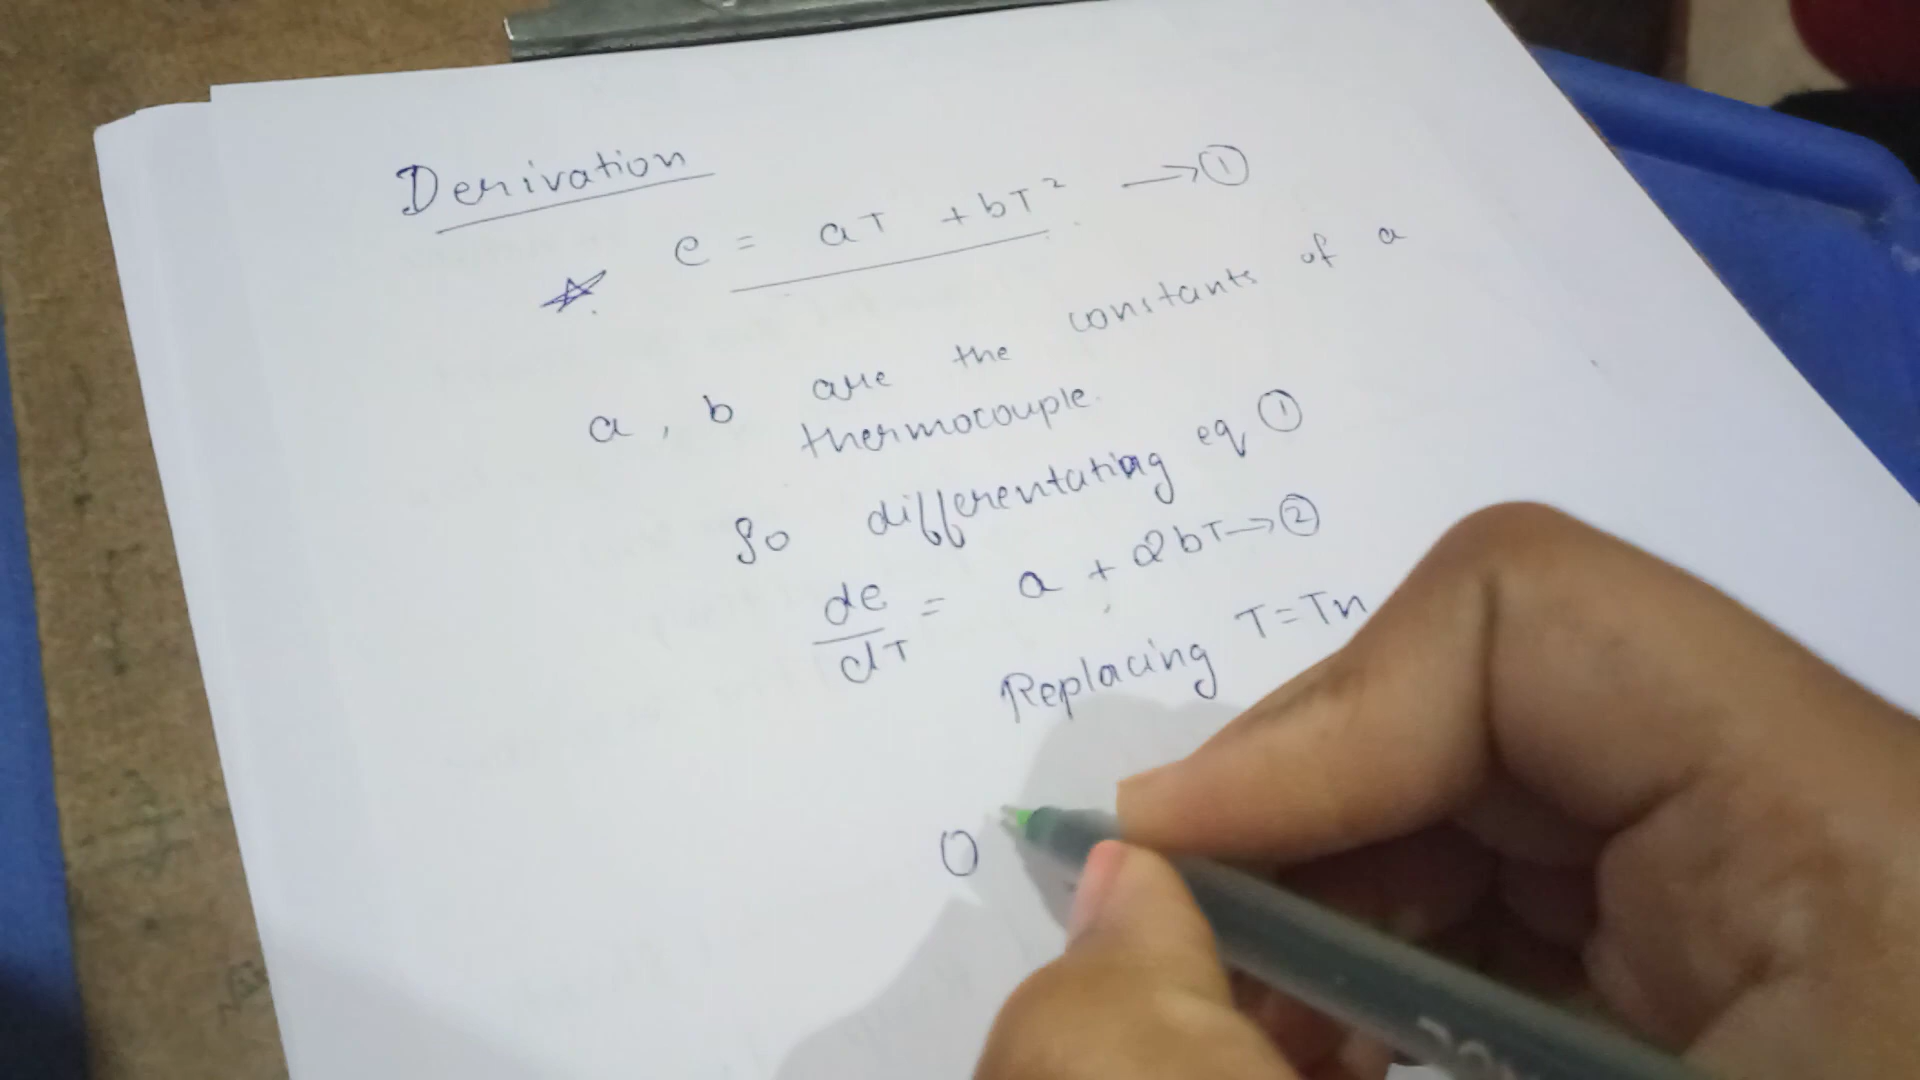 Derivation
e = aT + bT² → ①
a, b are the constants of a
thermocouple.
So differentating eq ①
de/dT = a + 2bT → ②
Replacing T = Tn
0